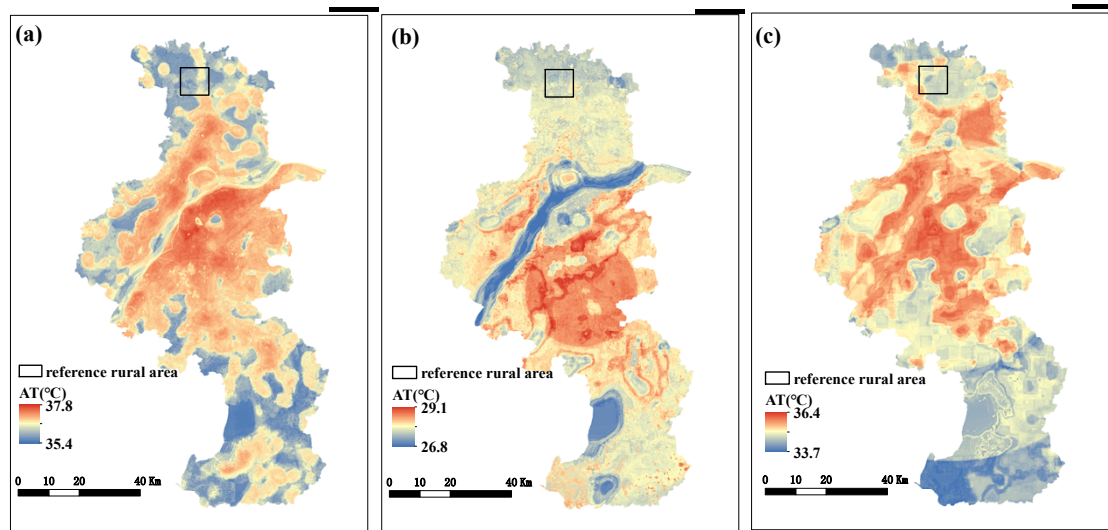 (a)
reference rural area
AT(℃)
37.8
35.4
0 10 20 40 Km
(b)
reference rural area
AT(℃)
29.1
26.8
0 10 20 40 Km
(c)
reference rural area
AT(℃)
36.4
33.7
0 10 20 40 Km